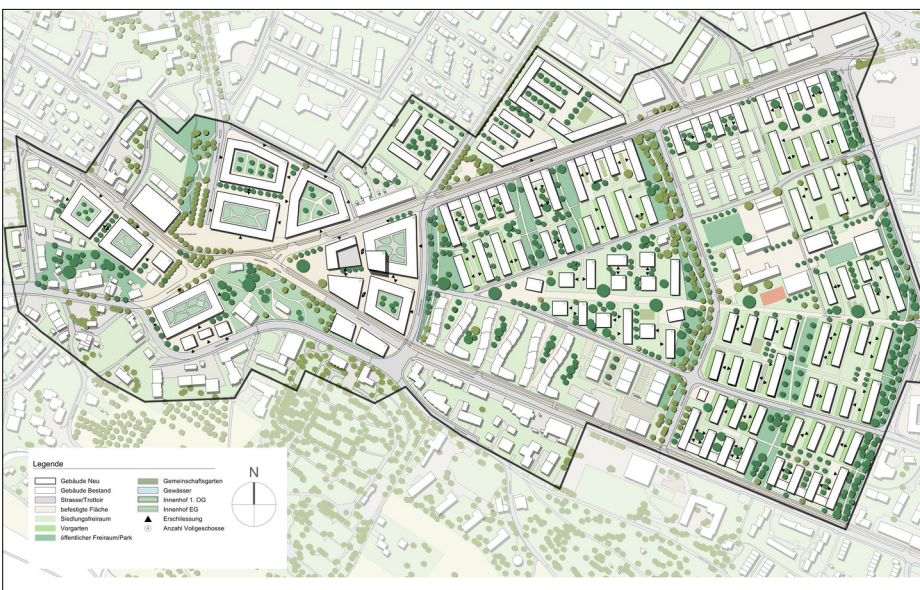 Legende
N
Gebäude Neu
Gebäude Bestand
Strasse/Trottoir
befestigte Fläche
Siedlungsfreiraum
Vorgarten
öffentlicher Freiraum/Park
Gemeinschaftsgarten
Gewässer
Innenhof 1. OG
Innenhof EG
Erschliessung
Anzahl Vollgeschosse